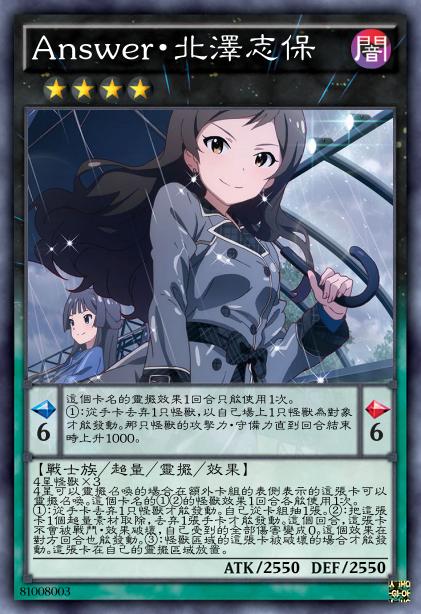 Answer・北澤志保
闇
這個卡名的靈擺效果1回合只能使用1次。
①:從手卡丟弃1只怪獸,以自己場上1只怪獸為對象
才能發動。那只怪獸的攻擊力・守備力直到回合結束
時上升1000。
6
6
【戰士族/超量/靈擺/效果】
4星怪獸×3
4星可以靈擺召喚的場合在額外卡組的表側表示的這張卡可以
靈擺召喚。這個卡名的①②的怪獸效果1回合各能使用1次。
①:從手卡丟弃1只怪獸才能發動。自己從卡組抽1張。②:把這張
卡1個超量素材取除,丟弃1張手卡才能發動。這個回合,這張卡
不會被戰鬥・效果破壞,自己受到的全部傷害變成0。這個效果在
對方回合也能發動。③:怪獸區域的這張卡被破壞的場合才能發
動。這張卡在自己的靈擺區域放置。
ATK/2550 DEF/2550
81008003